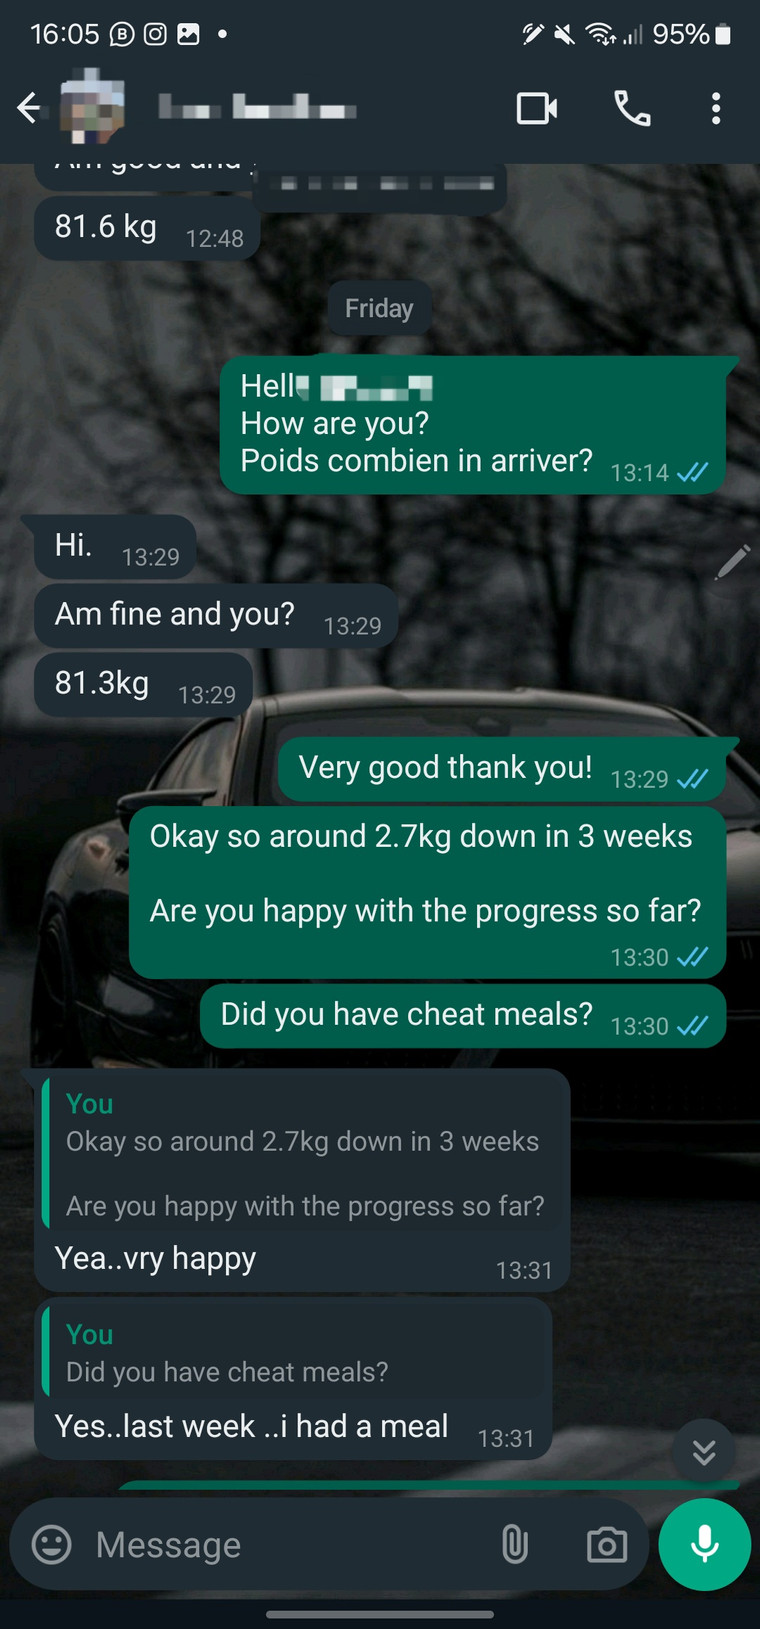 16:05
95%
Am good and
81.6 kg 12:48
Friday
Hell
How are you?
Poids combien in arriver? 13:14
Hi. 13:29
Am fine and you? 13:29
81.3kg 13:29
Very good thank you! 13:29
Okay so around 2.7kg down in 3 weeks
Are you happy with the progress so far?
13:30
Did you have cheat meals? 13:30
You
Okay so around 2.7kg down in 3 weeks
Are you happy with the progress so far?
Yea..vry happy 13:31
You
Did you have cheat meals?
Yes..last week ..i had a meal 13:31
Message